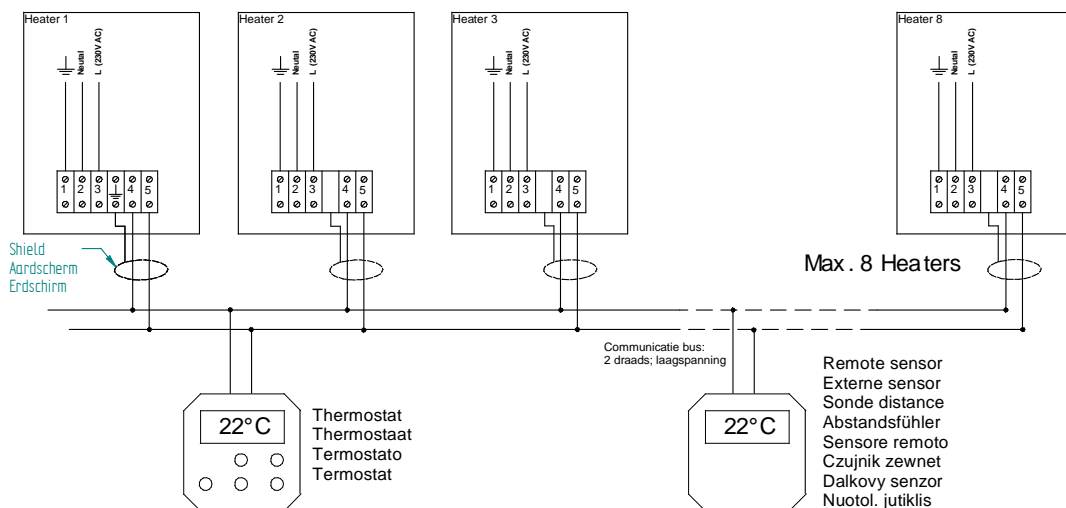 Heater 1
Neutal
L (230V AC)
1 2 3 4 5
Heater 2
Neutal
L (230V AC)
1 2 3 4 5
Heater 3
Neutal
L (230V AC)
1 2 3 4 5
Heater 8
Neutal
L (230V AC)
1 2 3 4 5
Shield
Aardscherm
Erdschirm
Max. 8 Heaters
Communicatie bus:
2 draads; laagspanning
22°C
Thermostat
Thermostaat
Termostato
Termostat
22°C
Remote sensor
Externe sensor
Sonde distance
Abstandsfühler
Sensore remoto
Czujnik zewnet
Dalkovy senzor
Nuotol. jutiklis